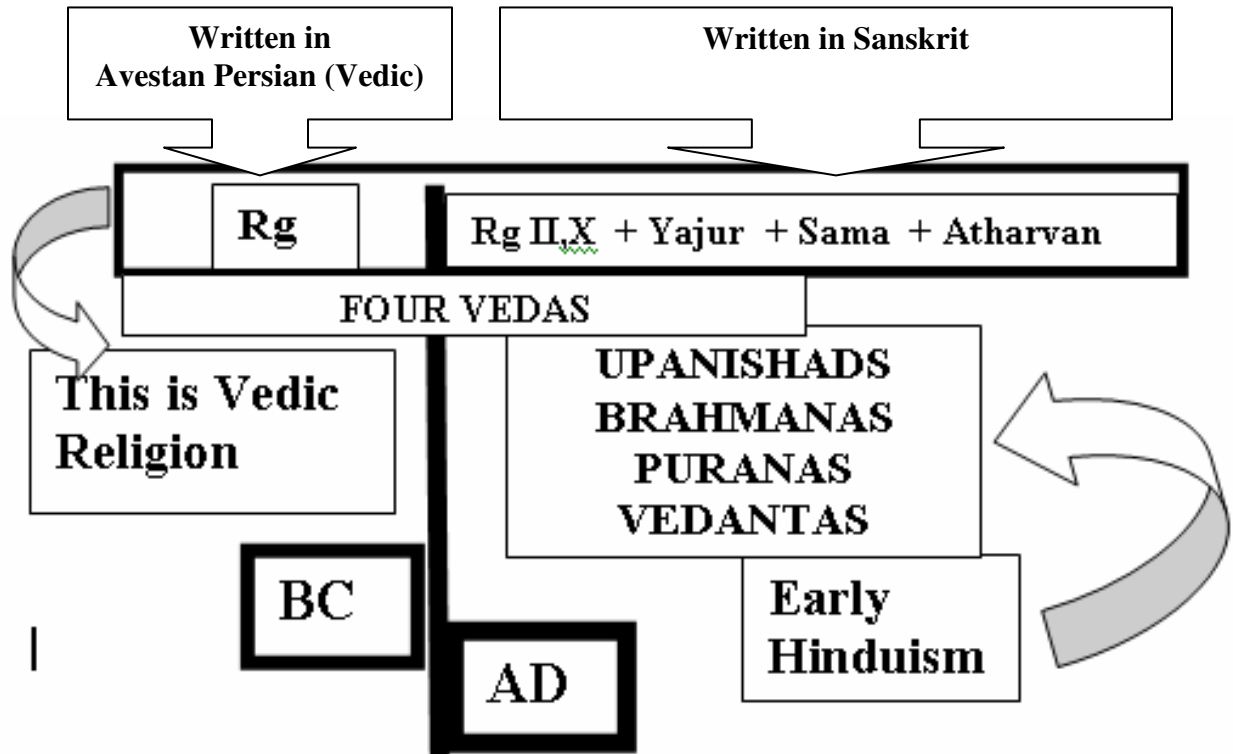 Written in
Avestan Persian (Vedic)
Written in Sanskrit
Rg
Rg II,X + Yajur + Sama + Atharvan
FOUR VEDAS
This is Vedic
Religion
UPANISHADS
BRAHMANAS
PURANAS
VEDANTAS
BC
AD
Early
Hinduism